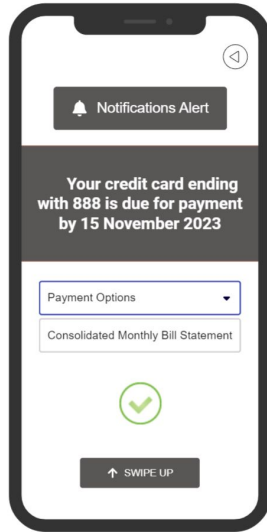 Notifications Alert
Your credit card ending
with 888 is due for payment
by 15 November 2023
Payment Options
Consolidated Monthly Bill Statement
SWIPE UP